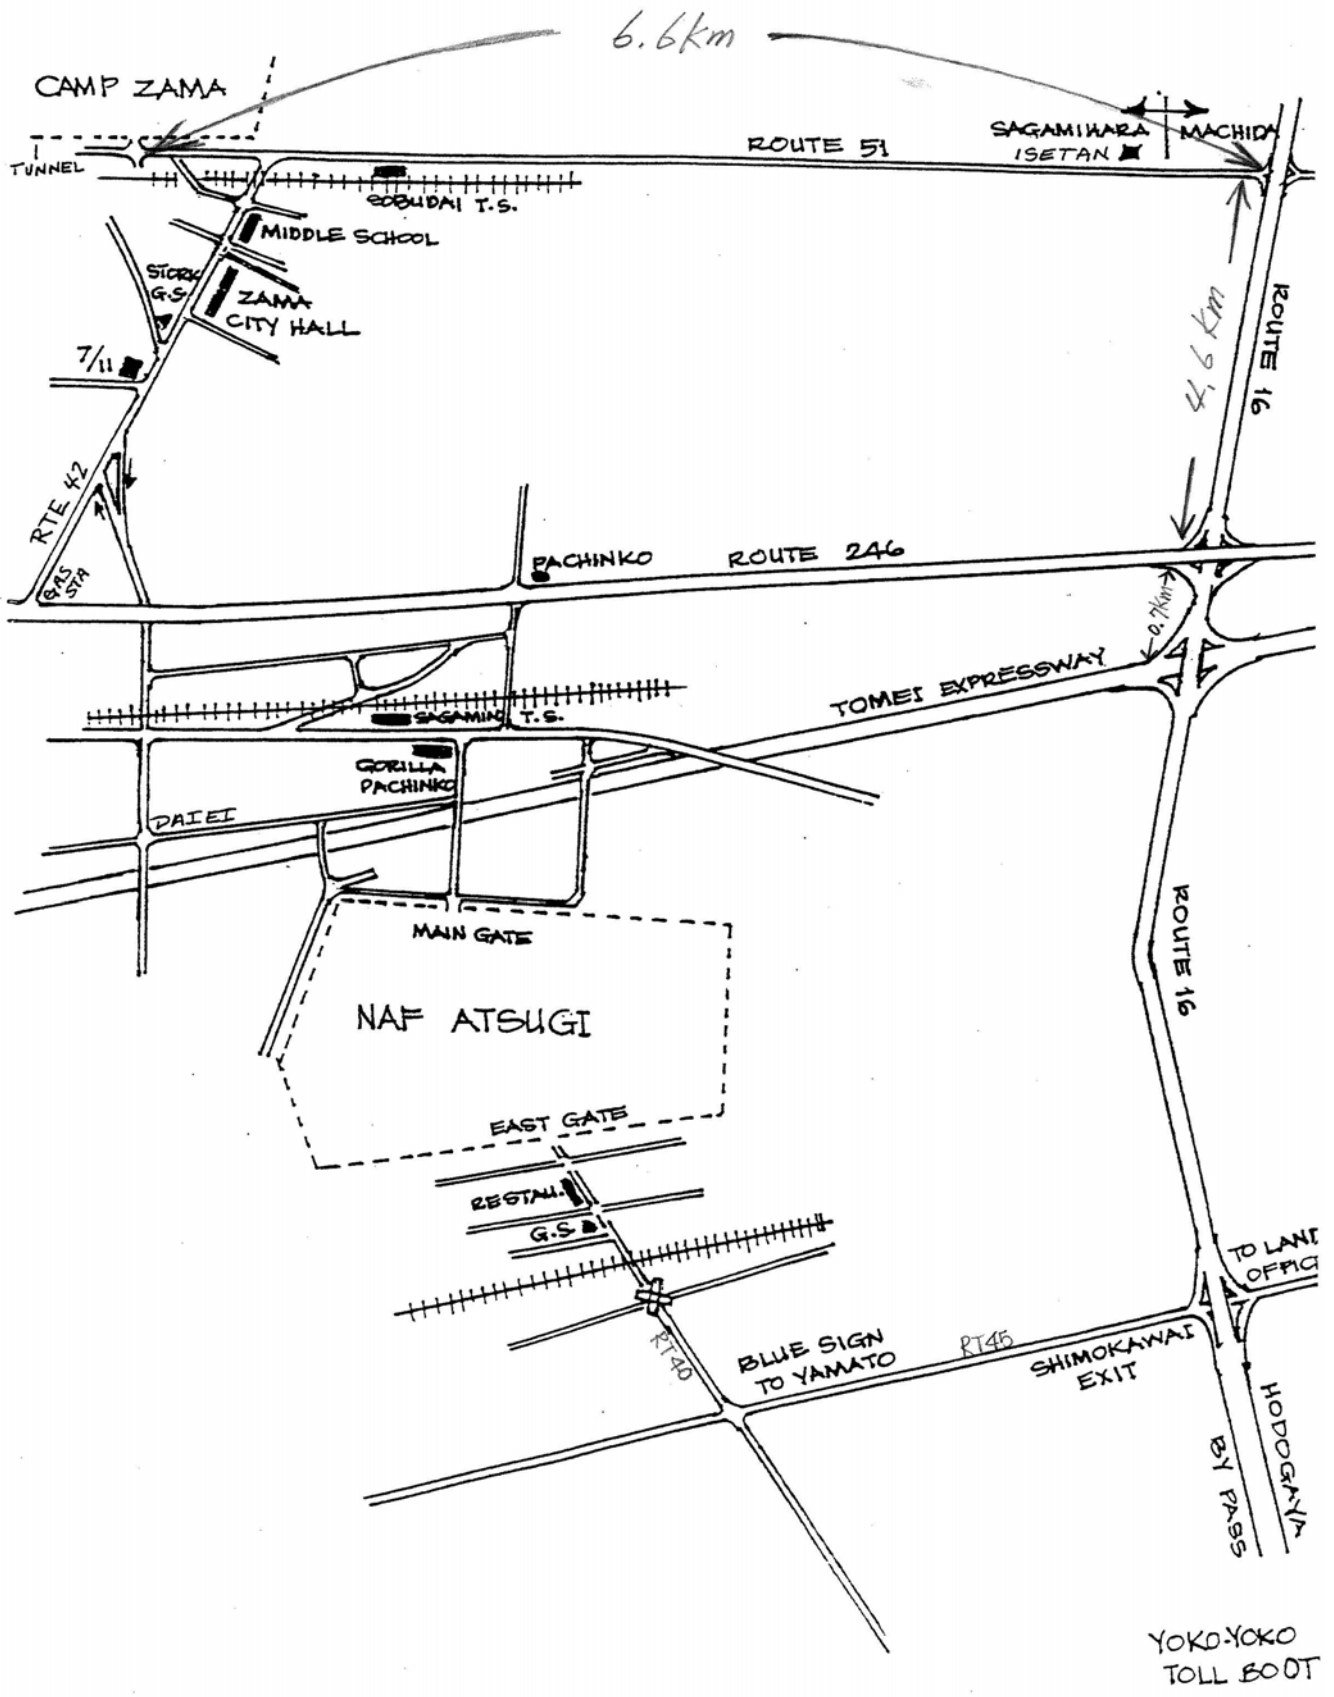 6.6km
CAMP ZAMA
TUNNEL
ROUTE 51
SAGAMIHARA
ISETAN
MACHIDA
SOBUDAI T.S.
MIDDLE SCHOOL
STORK
G.S.
ZAMA
CITY HALL
7/11
4.6 Km
ROUTE 16
RTE 42
GAS
STA
PACHINKO
ROUTE 246
0.7Km
TOMEI EXPRESSWAY
SAGAMINO T.S.
GORILLA
PACHINKO
DAIEI
MAIN GATE
NAF ATSUGI
ROUTE 16
EAST GATE
RESTAU.
G.S
TO LAND
OFFIC
RT40
BLUE SIGN
TO YAMATO
RT45
SHIMOKAWAI
EXIT
HODOGAYA
BY PASS
YOKO-YOKO
TOLL BOOT